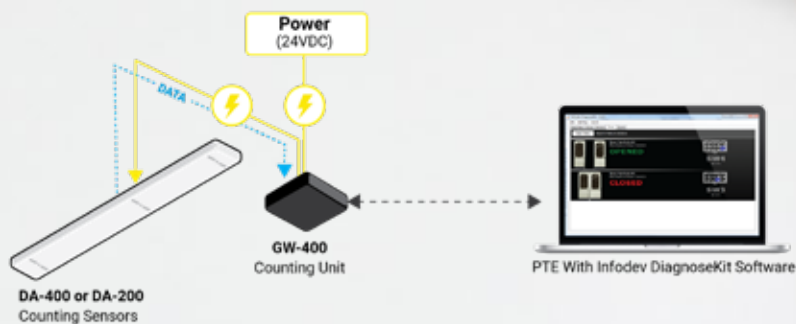 Power
(24VDC)
DATA
GW-400
Counting Unit
DA-400 or DA-200
Counting Sensors
OPENED
CLOSED
PTE With Infodev DiagnoseKit Software